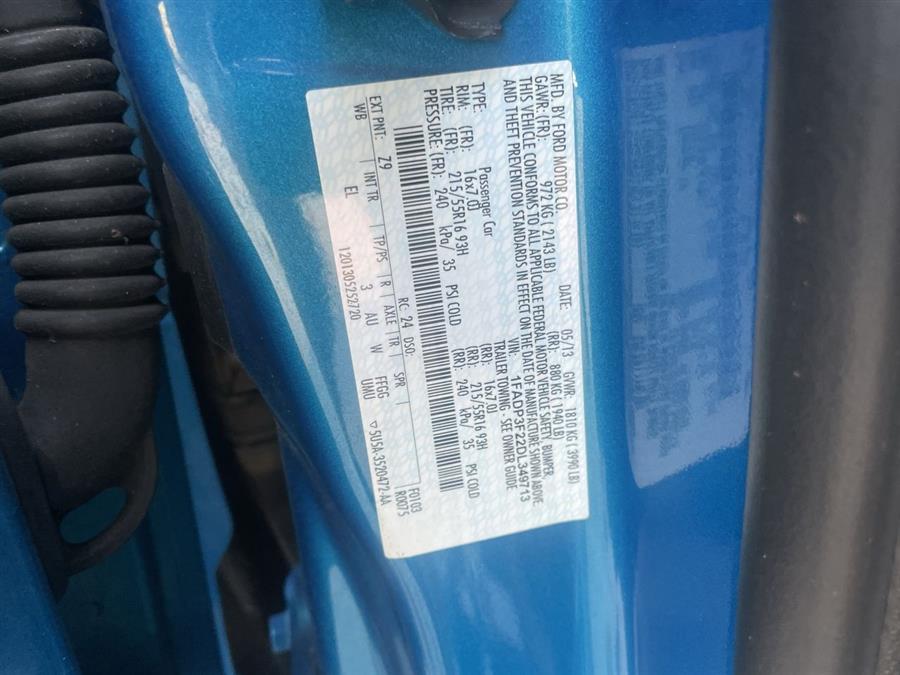 MFD. BY FORD MOTOR CO. DATE: 05/13 GVWR: 1810 KG ( 3990 LB)
GAWR: (FR): 972 KG ( 2143 LB) (RR): 880 KG ( 1940 LB)
THIS VEHICLE CONFORMS TO ALL APPLICABLE FEDERAL MOTOR VEHICLE SAFETY, BUMPER,
AND THEFT PREVENTION STANDARDS IN EFFECT ON THE DATE OF MANUFACTURE SHOWN ABOVE.
VIN: 1FADP3F22DL349713
TYPE: Passenger Car TRAILER TOWING - SEE OWNER GUIDE
RIM: (FR): 16x7.0J (RR): 16x7.0J
TIRE: (FR): 215/55R16 93H (RR): 215/55R16 93H
PRESSURE: (FR): 240 kPa/ 35 PSI COLD (RR): 240 kPa/ 35 PSI COLD
RC: 24 DSO: F0103
EXT PNT: Z9 R0075
WB INT TR TP/PS R AXLE TR SPR
EL 3 AU W FFGG
UMU
1201305252720 5U5A-3520472-AA